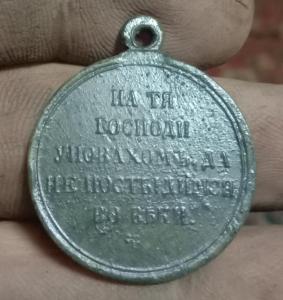 НА ТЯ
ГОСПОДИ
УПОВАХОМЪ, ДА
НЕ ПОСТЫДИМСЯ
ВО ВѢКИ.